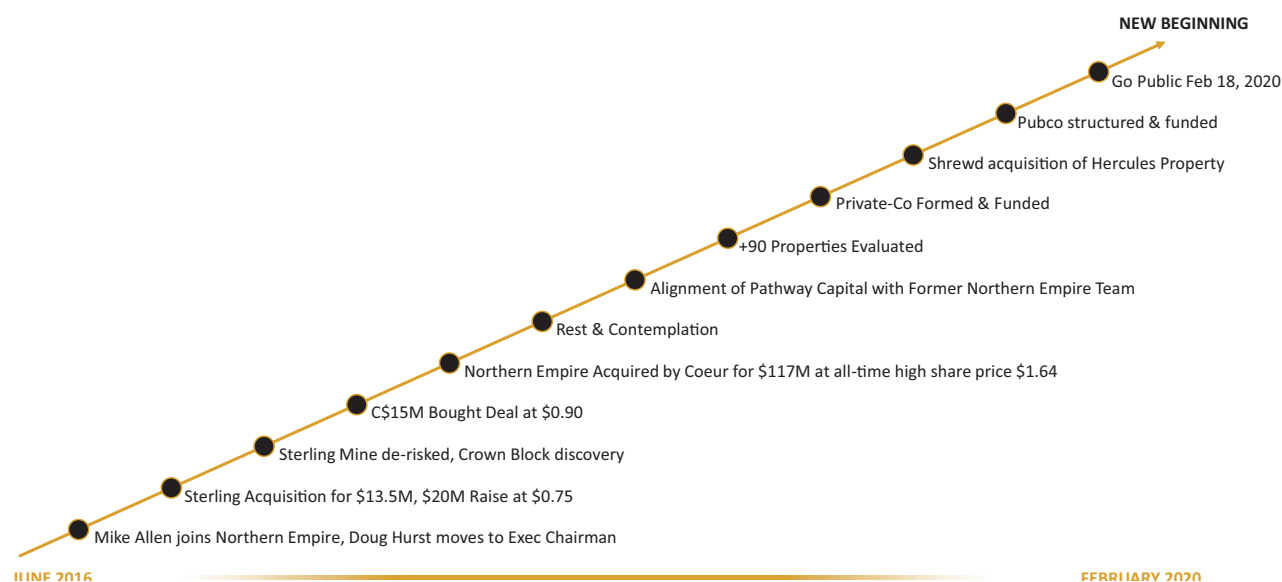 NEW BEGINNING
Go Public Feb 18, 2020
Pubco structured & funded
Shrewd acquisition of Hercules Property
Private-Co Formed & Funded
+90 Properties Evaluated
Alignment of Pathway Capital with Former Northern Empire Team
Rest & Contemplation
Northern Empire Acquired by Coeur for $117M at all-time high share price $1.64
C$15M Bought Deal at $0.90
Sterling Mine de-risked, Crown Block discovery
Sterling Acquisition for $13.5M, $20M Raise at $0.75
Mike Allen joins Northern Empire, Doug Hurst moves to Exec Chairman
JUNE 2016
FEBRUARY 2020